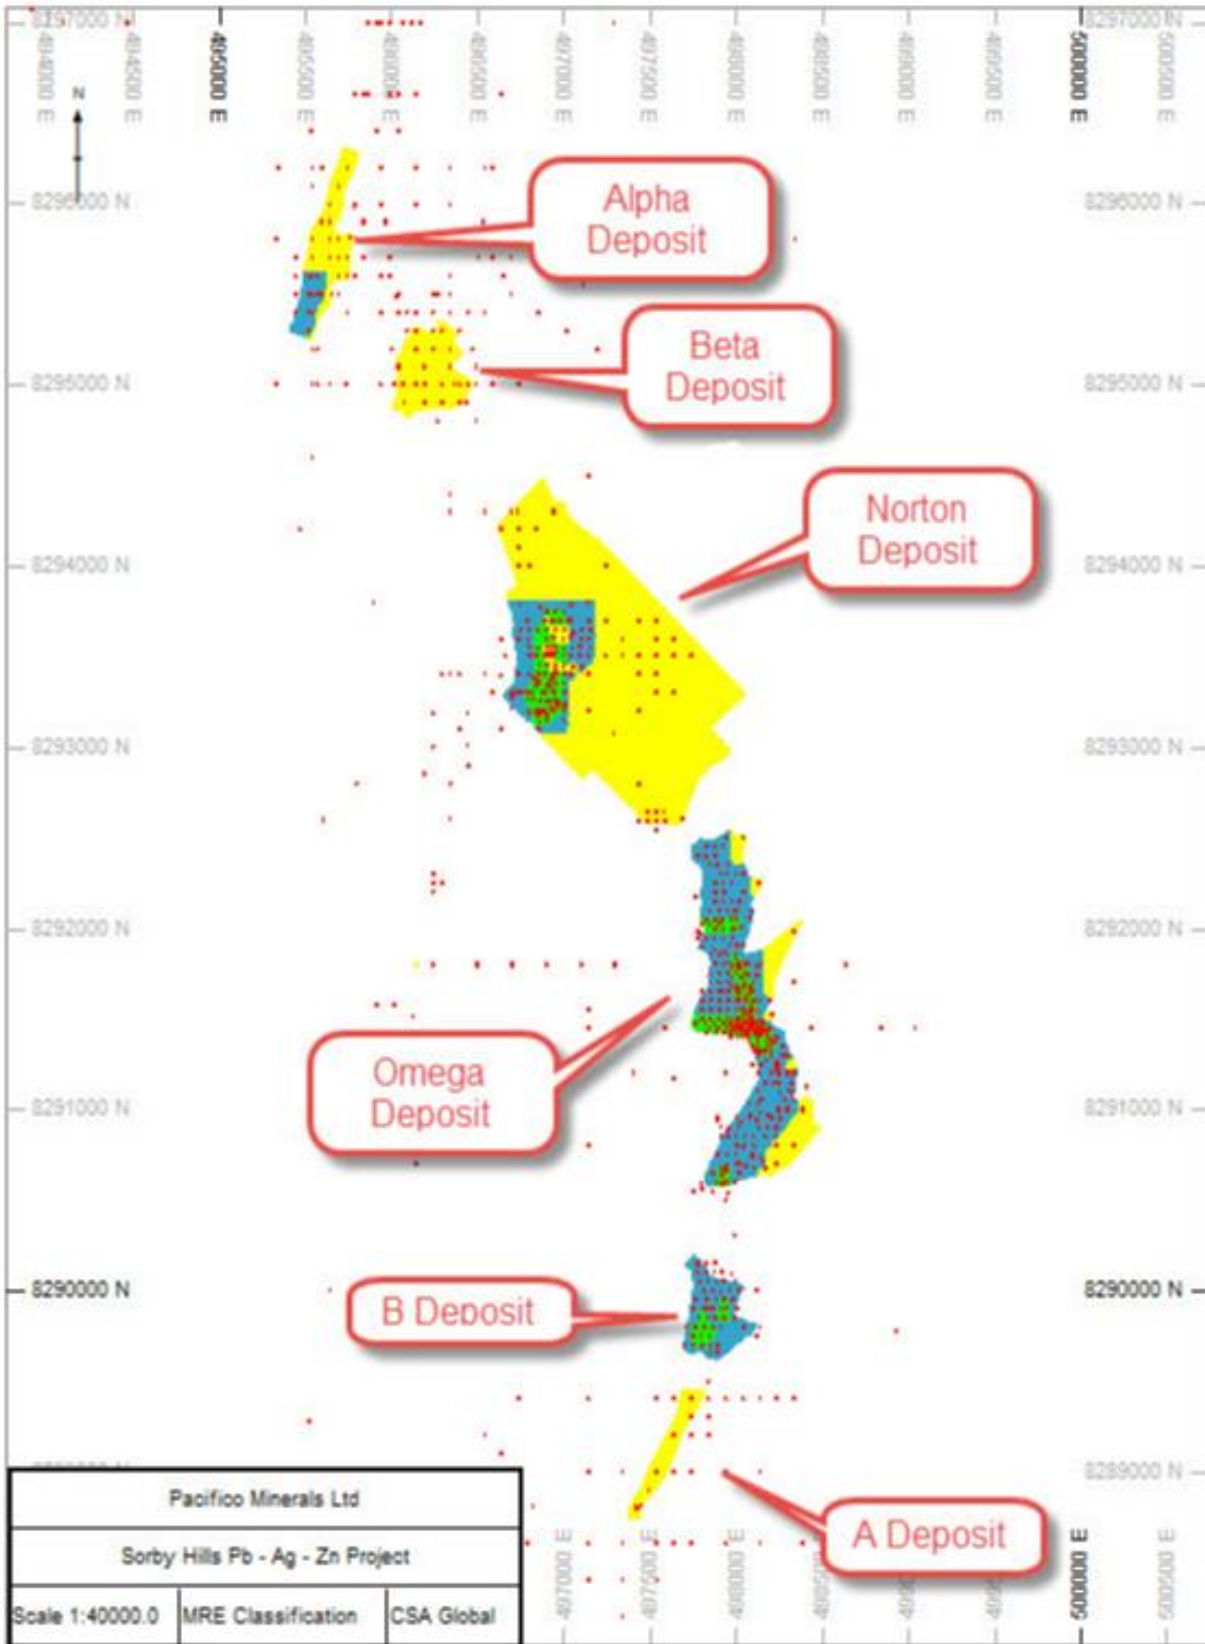 8297000 N
494000 E
494500 E
495000 E
495500 E
496000 E
496500 E
497000 E
497500 E
498000 E
498500 E
499000 E
499500 E
500000 E
500500 E
8297000 N
N
8296000 N
Alpha
Deposit
8296000 N
Beta
Deposit
8295000 N
8295000 N
Norton
Deposit
8294000 N
8294000 N
8293000 N
8293000 N
8292000 N
8292000 N
Omega
Deposit
8291000 N
8291000 N
8290000 N
B Deposit
8290000 N
8289000 N
A Deposit
497000 E
497500 E
498000 E
500000 E
500500 E
Pacifico Minerals Ltd
Sorby Hills Pb - Ag - Zn Project
Scale 1:40000.0
MRE Classification
CSA Global